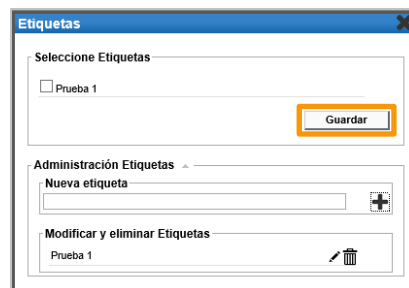 Etiquetas
Seleccione Etiquetas
Prueba 1
Guardar
Administración Etiquetas
Nueva etiqueta
Modificar y eliminar Etiquetas
Prueba 1